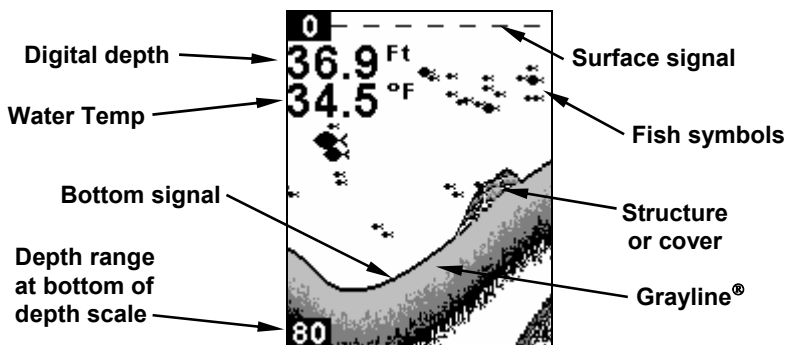 0
Digital depth
36.9 Ft
Surface signal
Water Temp
34.5 °F
Fish symbols
Bottom signal
Structure
or cover
Depth range
at bottom of
depth scale
Grayline®
80